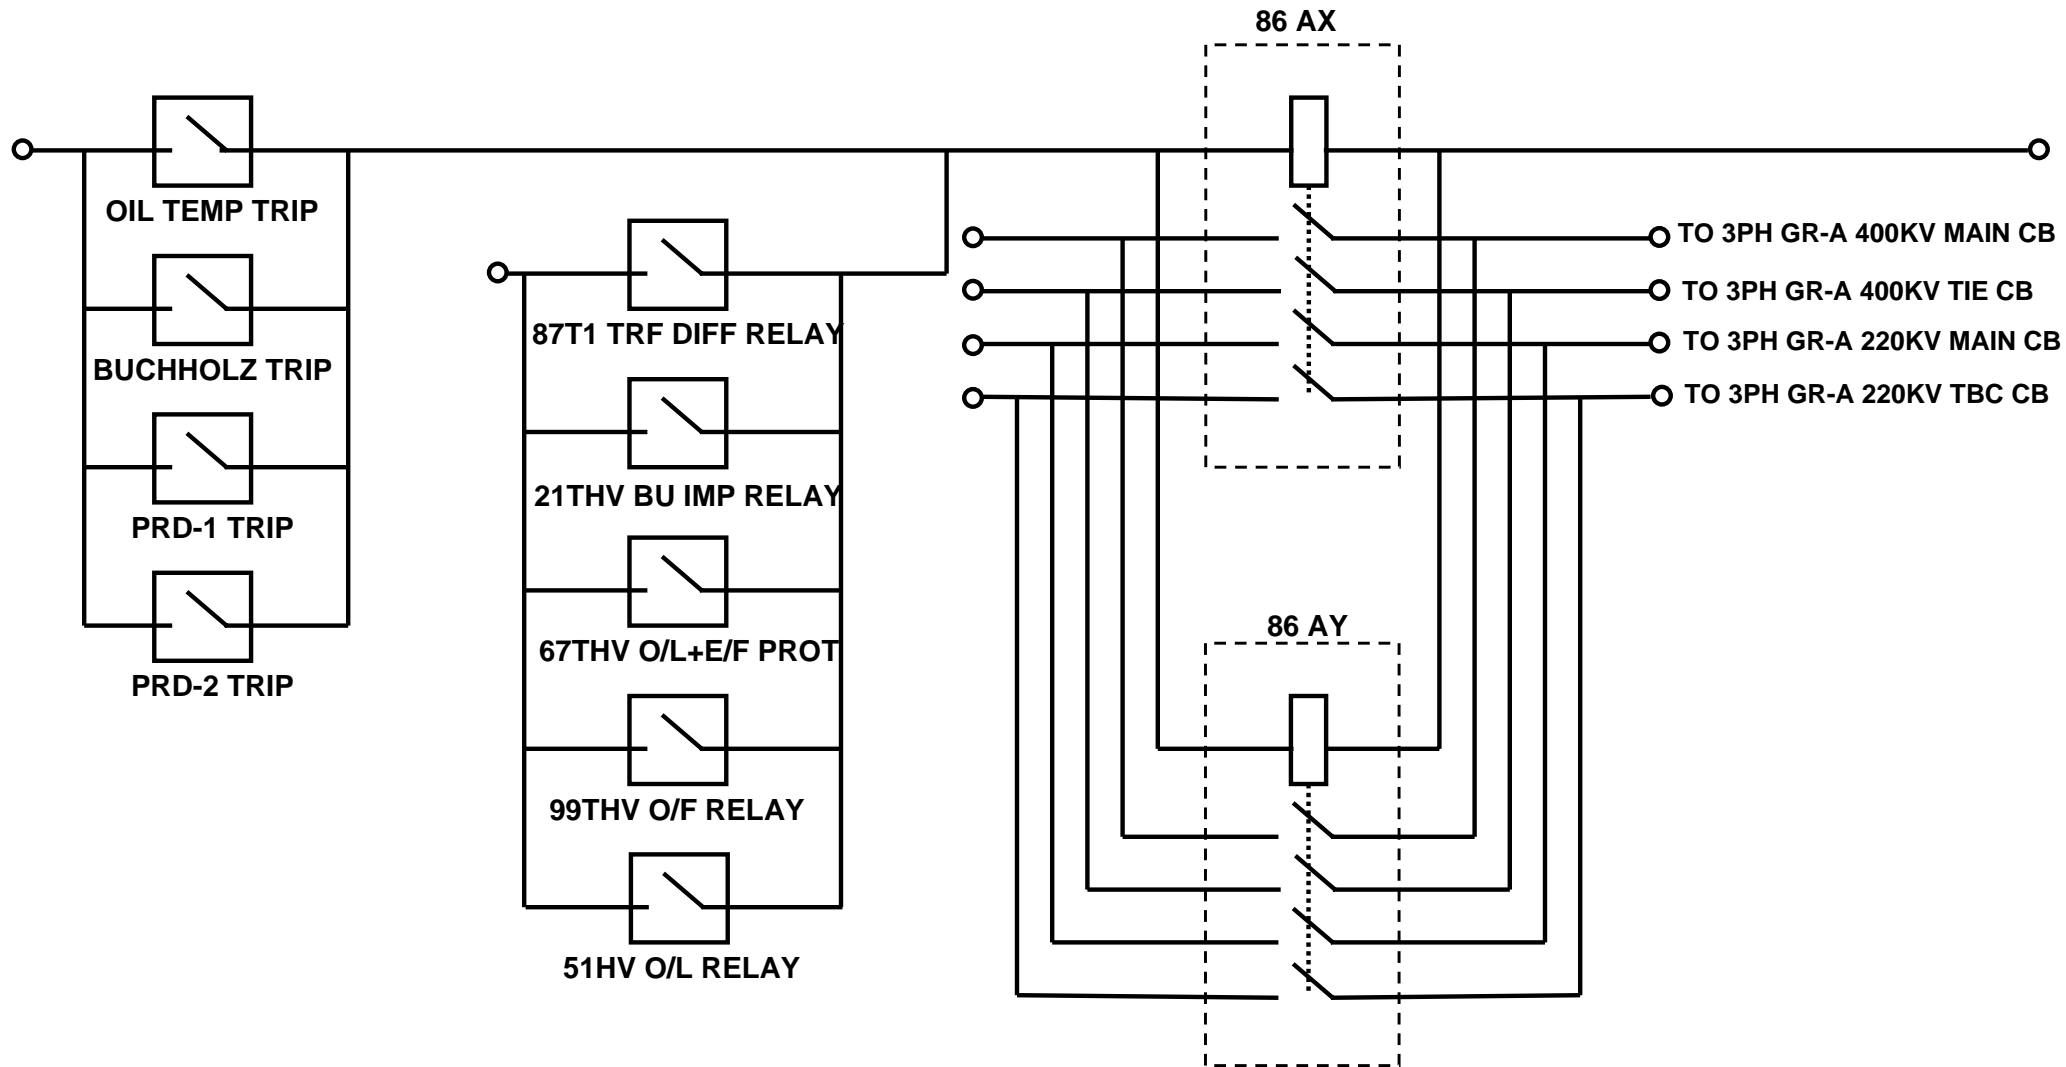 86 AX
OIL TEMP TRIP
BUCHHOLZ TRIP
PRD-1 TRIP
PRD-2 TRIP
87T1 TRF DIFF RELAY
21THV BU IMP RELAY
67THV O/L+E/F PROT
99THV O/F RELAY
51HV O/L RELAY
TO 3PH GR-A 400KV MAIN CB
TO 3PH GR-A 400KV TIE CB
TO 3PH GR-A 220KV MAIN CB
TO 3PH GR-A 220KV TBC CB
86 AY